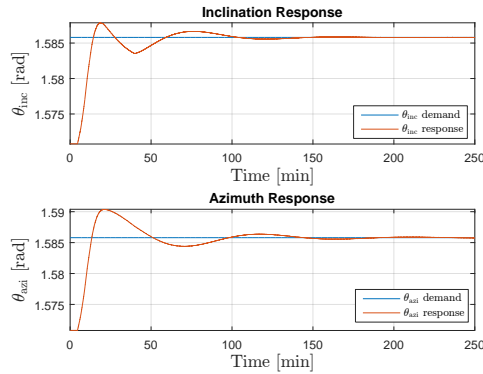 Inclination Response
1.585
1.58
1.575
θinc [rad]
θinc demand
θinc response
0 50 100 150 200 250
Time [min]
Azimuth Response
1.59
1.585
1.58
1.575
θazi [rad]
θazi demand
θazi response
0 50 100 150 200 250
Time [min]